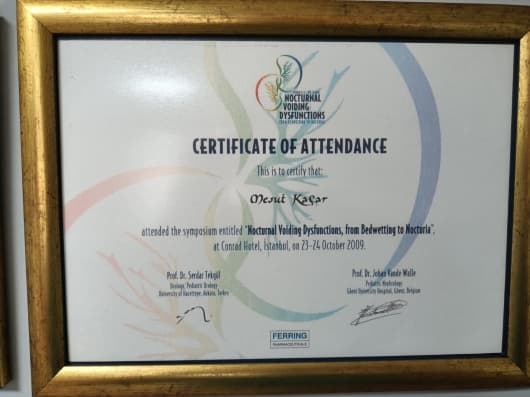 NOCTURNAL
VOIDING
DYSFUNCTIONS
CERTIFICATE OF ATTENDANCE
This is to certify that:
Mesut Kaşar
attended the symposium entitled "Nocturnal Voiding Dysfunctions, from Bedwetting to Nocturia",
at Conrad Hotel, İstanbul, on 23-24 October 2009.
Prof. Dr. Serdar Tekgül
Urology, Pediatric Urology
University of Hacettepe, Ankara, Turkey
Prof. Dr. Johan Vande Walle
Pediatric Nephrology
Ghent University Hospital, Ghent, Belgium
FERRING
PHARMACEUTICALS